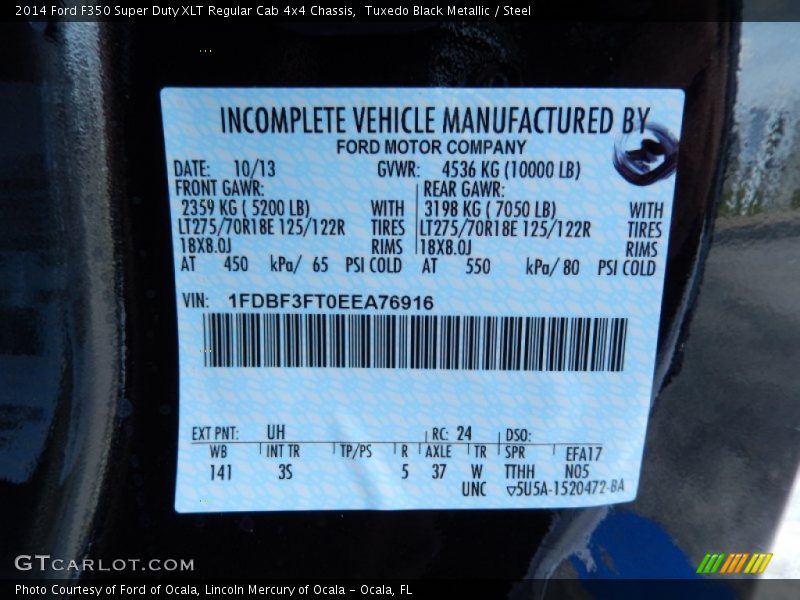 2014 Ford F350 Super Duty XLT Regular Cab 4x4 Chassis,  Tuxedo Black Metallic / Steel
INCOMPLETE VEHICLE MANUFACTURED BY
FORD MOTOR COMPANY
DATE: 10/13 GVWR: 4536 KG (10000 LB)
FRONT GAWR: REAR GAWR:
2359 KG ( 5200 LB) WITH 3198 KG ( 7050 LB) WITH
LT275/70R18E 125/122R TIRES LT275/70R18E 125/122R TIRES
18X8.0J RIMS 18X8.0J RIMS
AT 450 kPa/ 65 PSI COLD AT 550 kPa/ 80 PSI COLD
VIN: 1FDBF3FT0EEA76916
EXT PNT: UH RC: 24 DSO:
WB INT TR TP/PS R AXLE TR SPR EFA17
141 3S 5 37 W TTHH N05
UNC ▽5U5A-1520472-BA
GTCARLOT.COM
Photo Courtesy of Ford of Ocala, Lincoln Mercury of Ocala - Ocala, FL